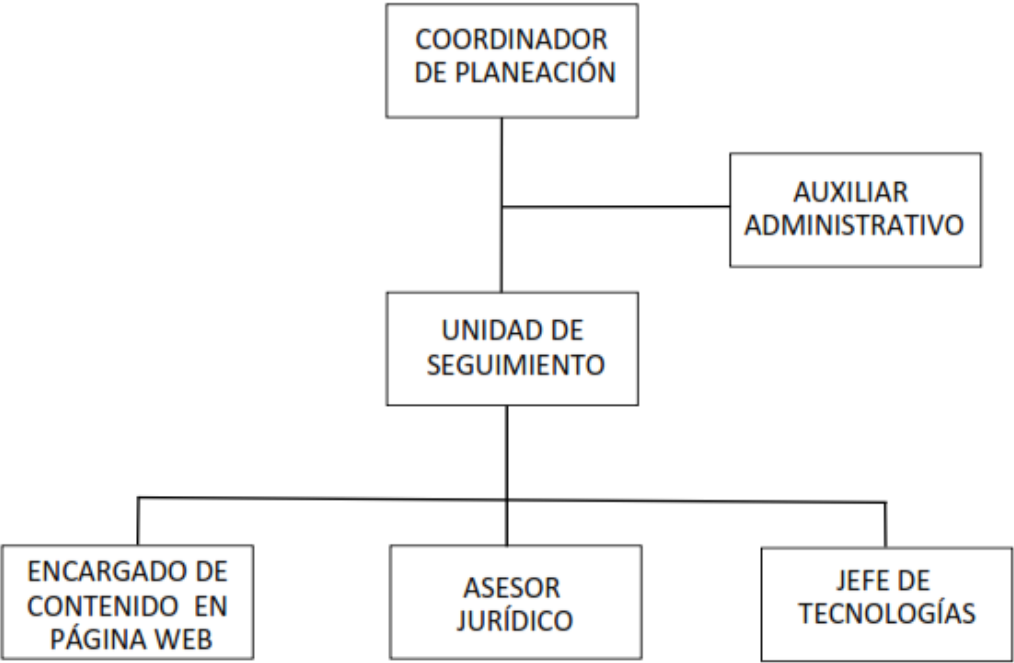 COORDINADOR
DE PLANEACIÓN
AUXILIAR
ADMINISTRATIVO
UNIDAD DE
SEGUIMIENTO
ENCARGADO DE
CONTENIDO EN
PÁGINA WEB
ASESOR
JURÍDICO
JEFE DE
TECNOLOGÍAS